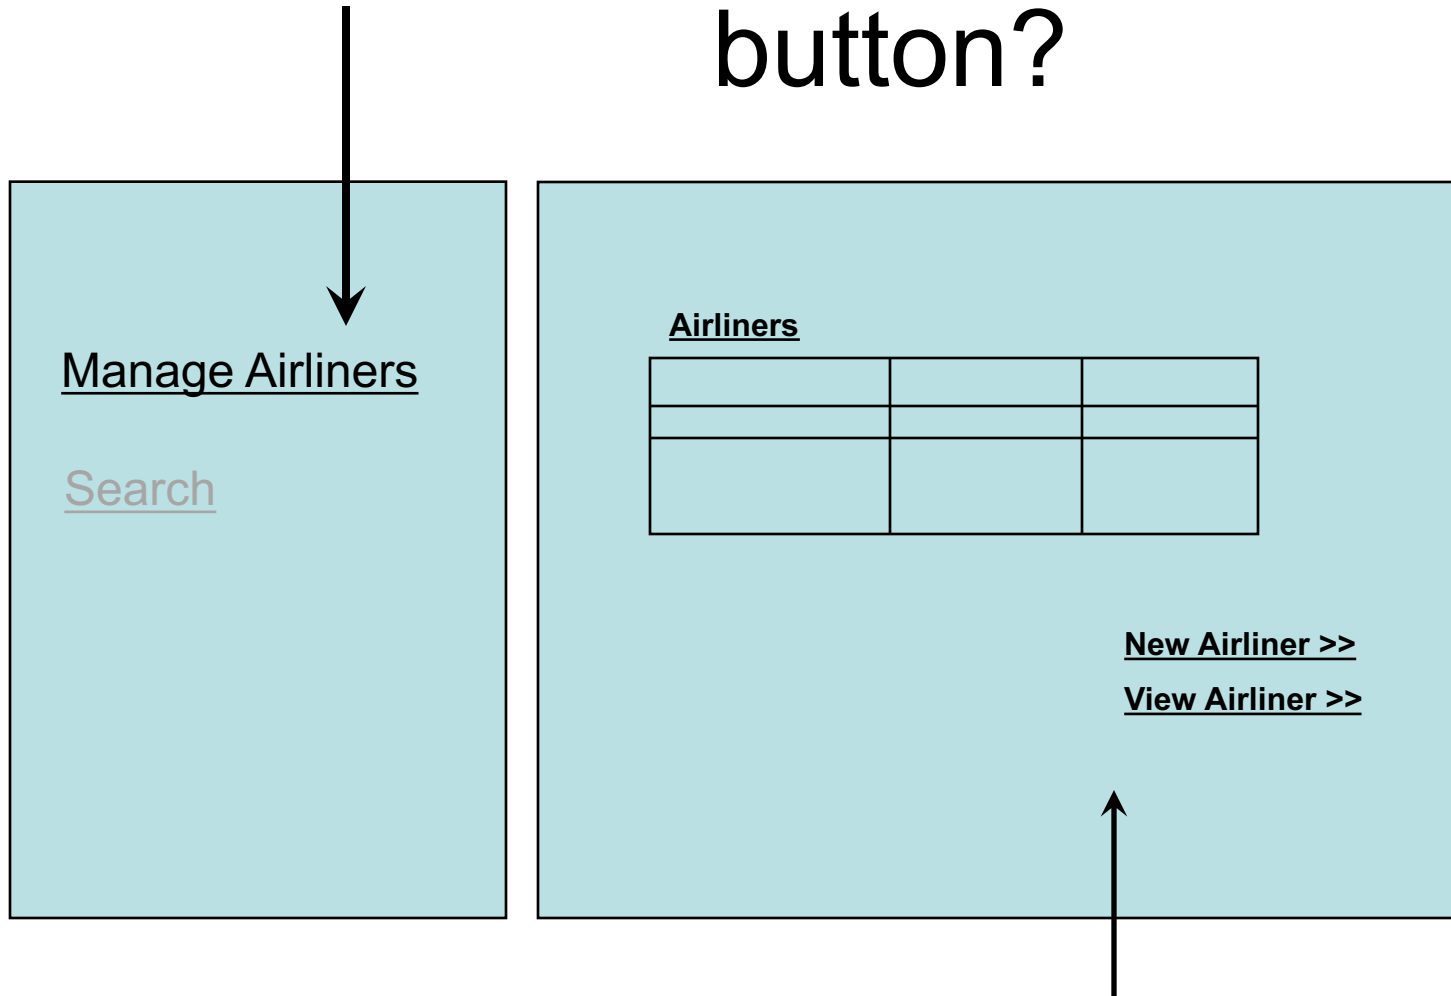 button?
Manage Airliners
Search
Airliners
New Airliner >>
View Airliner >>